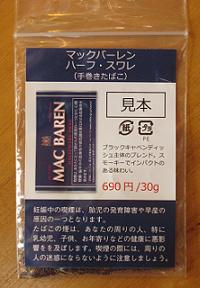 マックバーレン
ハーフ・スワレ
（手巻きたばこ）
MAC BAREN
見本
紙
プラ
PE
ブラックキャベンディッ
シュ主体のブレンド。ス
モーキーでインパクトの
ある味わい。
690 円 /30g
妊娠中の喫煙は、胎児の発育障害や早産の
原因の一つとなります。
たばこの煙は、あなたの周りの人、特に
乳幼児、子供、お年寄りなどの健康に悪影
響を及ぼします。喫煙の際には、周り
の人の迷惑にならないように注意しましょう。